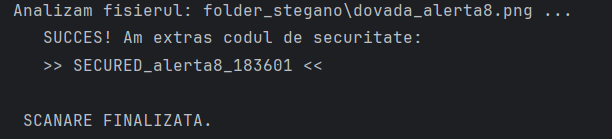 Analizam fisierul: folder_stegano\dovada_alerta8.png ...
SUCCES! Am extras codul de securitate:
>> SECURED_alerta8_183601 <<
SCANARE FINALIZATA.